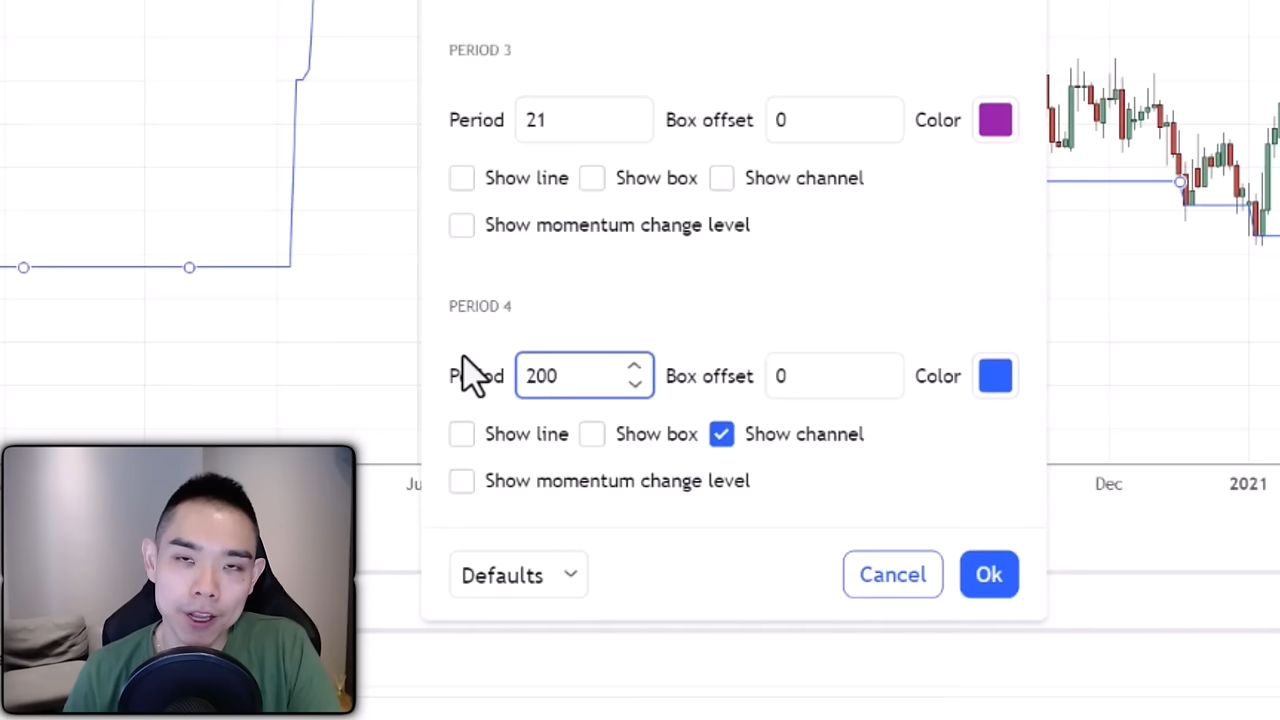 PERIOD 3
Period 21 Box offset 0 Color
Show line Show box Show channel
Show momentum change level
PERIOD 4
200 Box offset 0 Color
Show line Show box Show channel
Show momentum change level
Dec 2021
Defaults Cancel Ok